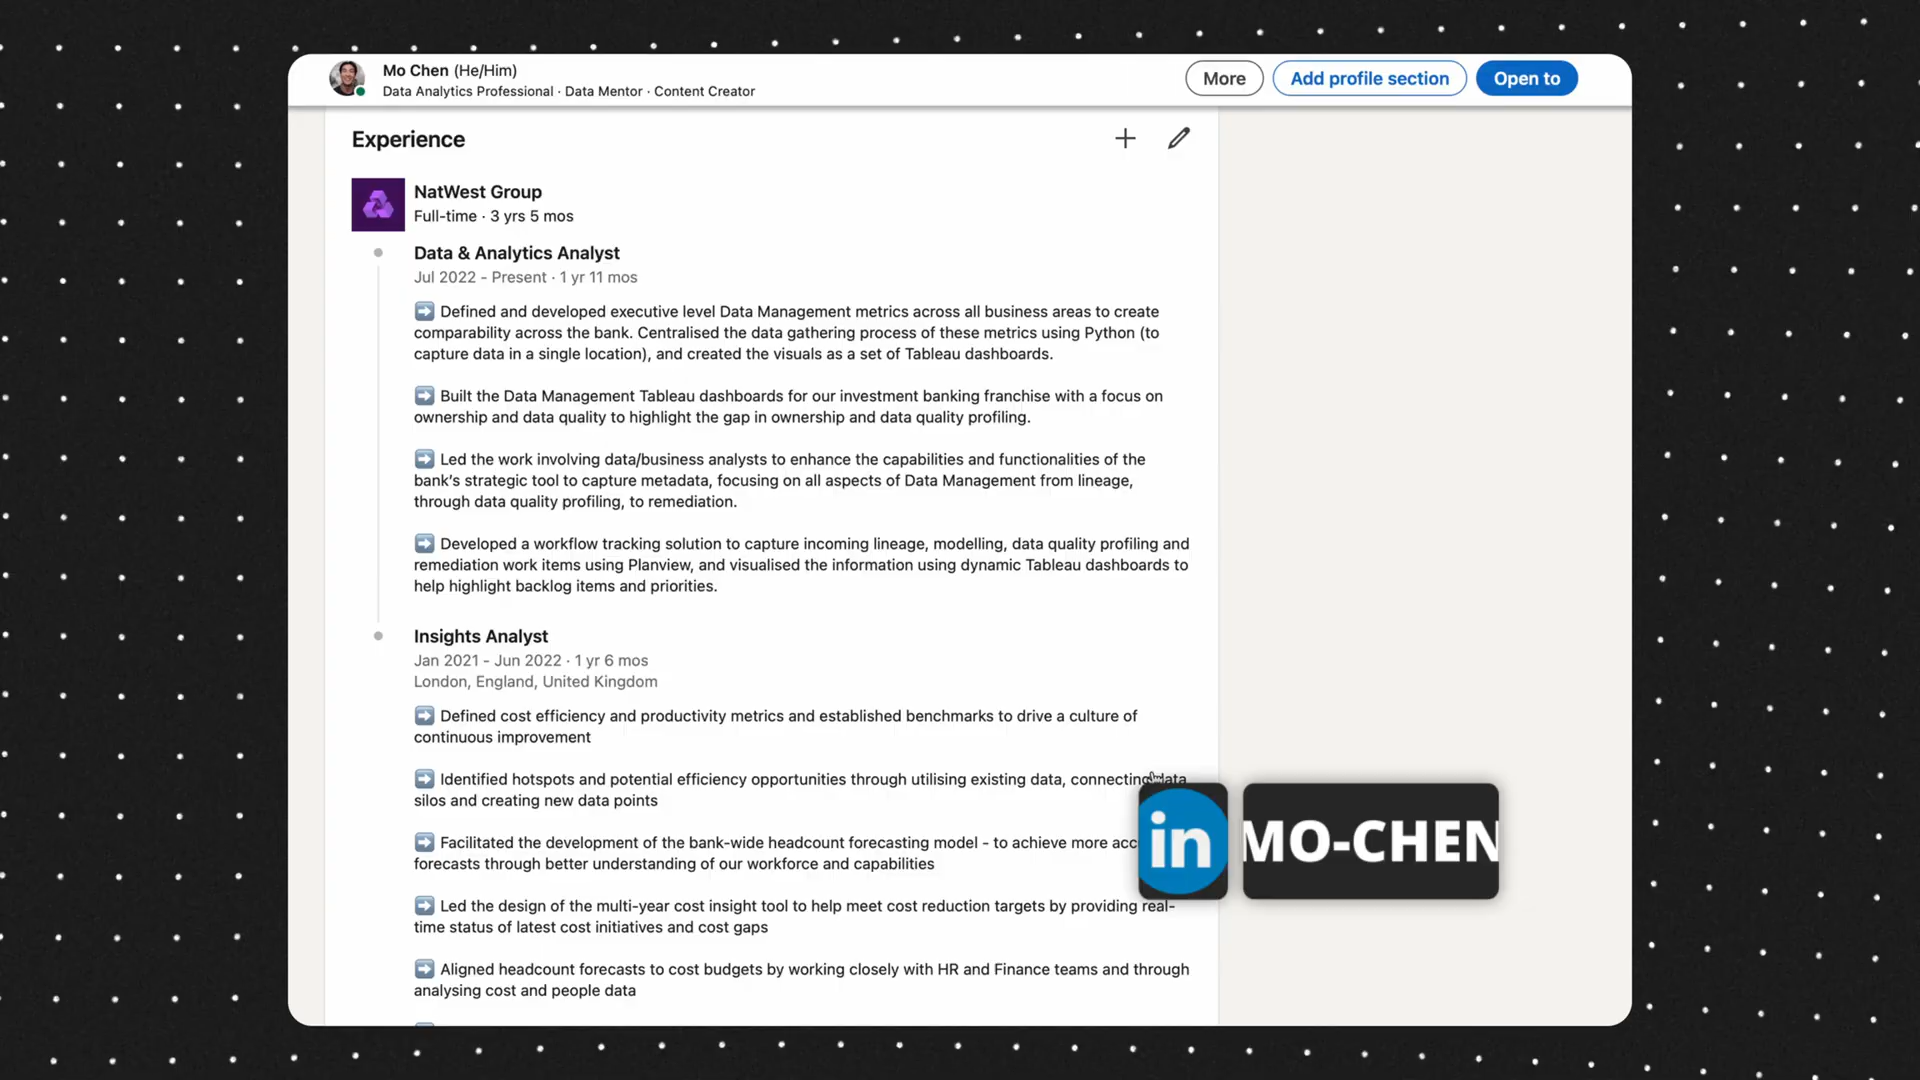 Mo Chen (He/Him)
Data Analytics Professional · Data Mentor · Content Creator
More
Add profile section
Open to
Experience
NatWest Group
Full-time · 3 yrs 5 mos
Data & Analytics Analyst
Jul 2022 - Present · 1 yr 11 mos
➡️ Defined and developed executive level Data Management metrics across all business areas to create
comparability across the bank. Centralised the data gathering process of these metrics using Python (to
capture data in a single location), and created the visuals as a set of Tableau dashboards.
➡️ Built the Data Management Tableau dashboards for our investment banking franchise with a focus on
ownership and data quality to highlight the gap in ownership and data quality profiling.
➡️ Led the work involving data/business analysts to enhance the capabilities and functionalities of the
bank’s strategic tool to capture metadata, focusing on all aspects of Data Management from lineage,
through data quality profiling, to remediation.
➡️ Developed a workflow tracking solution to capture incoming lineage, modelling, data quality profiling and
remediation work items using Planview, and visualised the information using dynamic Tableau dashboards to
help highlight backlog items and priorities.
Insights Analyst
Jan 2021 - Jun 2022 · 1 yr 6 mos
London, England, United Kingdom
➡️ Defined cost efficiency and productivity metrics and established benchmarks to drive a culture of
continuous improvement
➡️ Identified hotspots and potential efficiency opportunities through utilising existing data, connecting data
silos and creating new data points
➡️ Facilitated the development of the bank-wide headcount forecasting model - to achieve more acc
forecasts through better understanding of our workforce and capabilities
➡️ Led the design of the multi-year cost insight tool to help meet cost reduction targets by providing real-
time status of latest cost initiatives and cost gaps
➡️ Aligned headcount forecasts to cost budgets by working closely with HR and Finance teams and through
analysing cost and people data
in
MO-CHEN